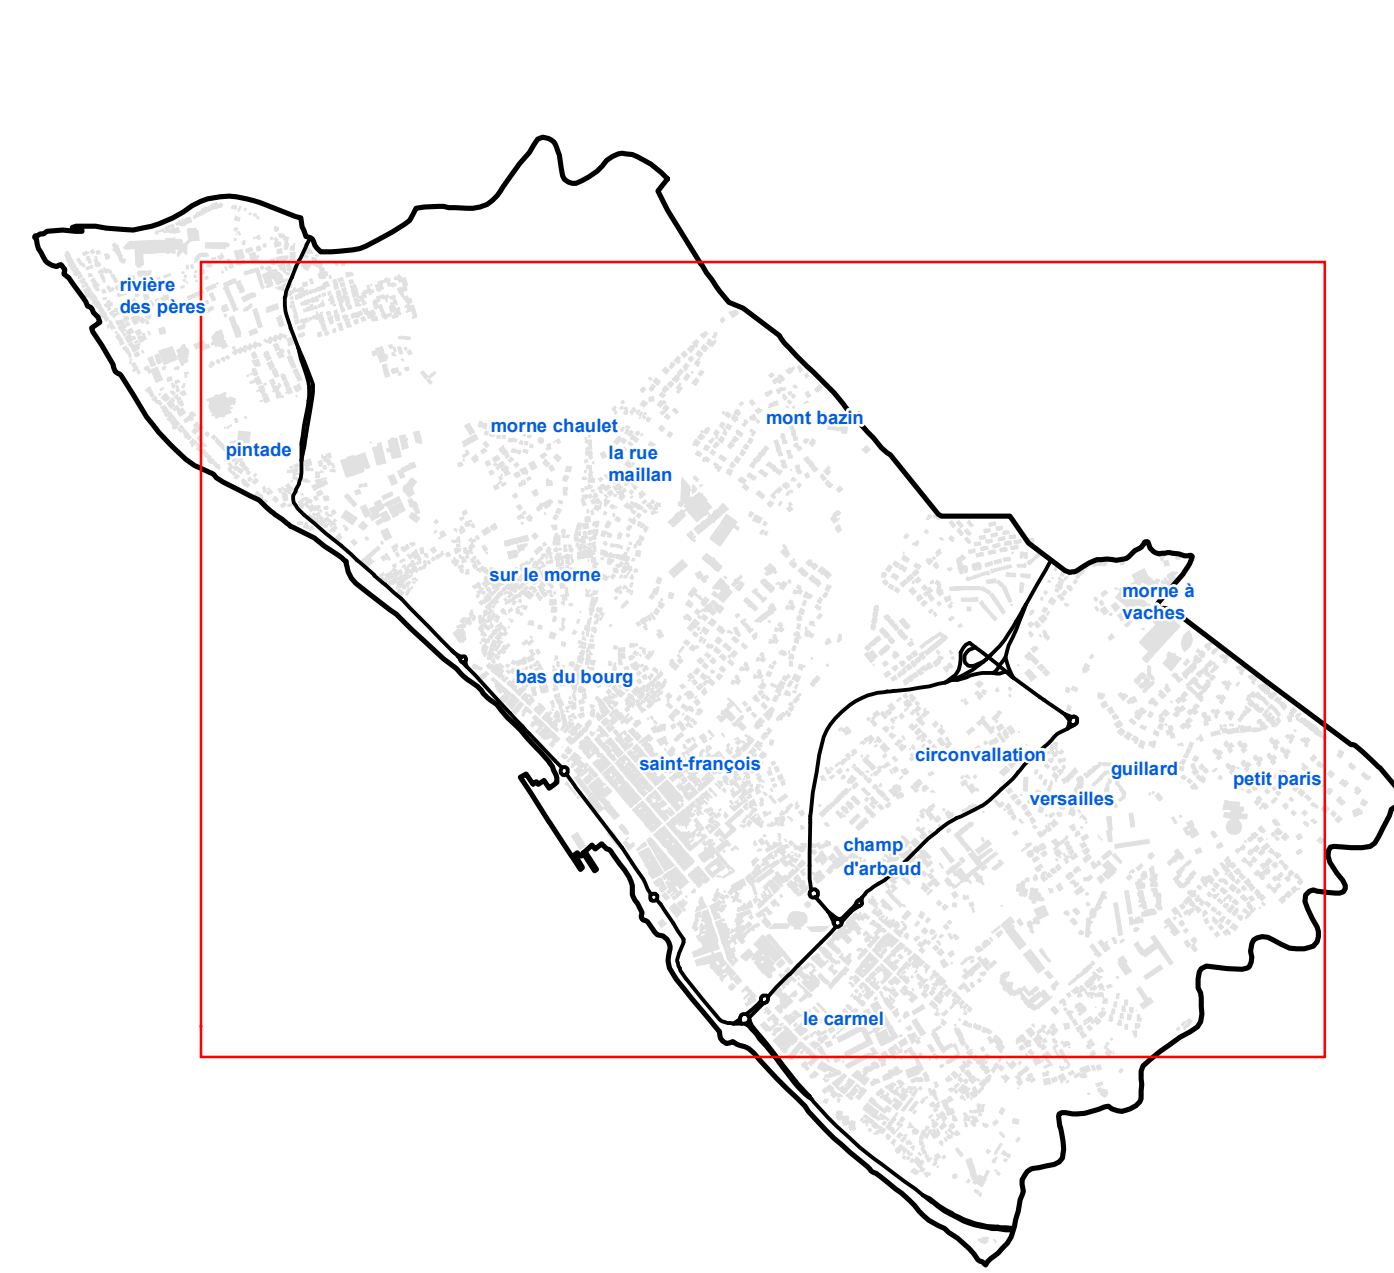 rivière
des pères
morne chaulet
mont bazin
pintade
la rue
maillan
sur le morne
morne à
vaches
bas du bourg
saint-françois
circonvallation
guillard
petit paris
versailles
champ
d'arbaud
le carmel